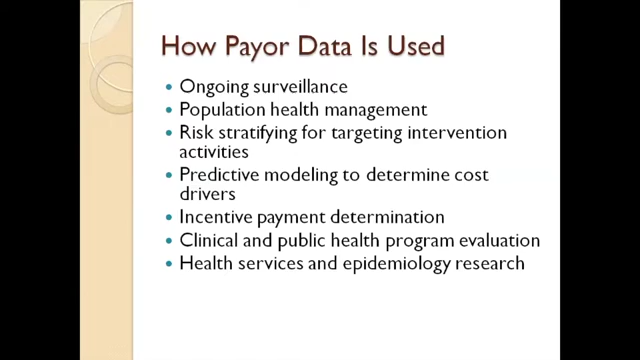 How Payor Data Is Used
• Ongoing surveillance
• Population health management
• Risk stratifying for targeting intervention
activities
• Predictive modeling to determine cost
drivers
• Incentive payment determination
• Clinical and public health program evaluation
• Health services and epidemiology research